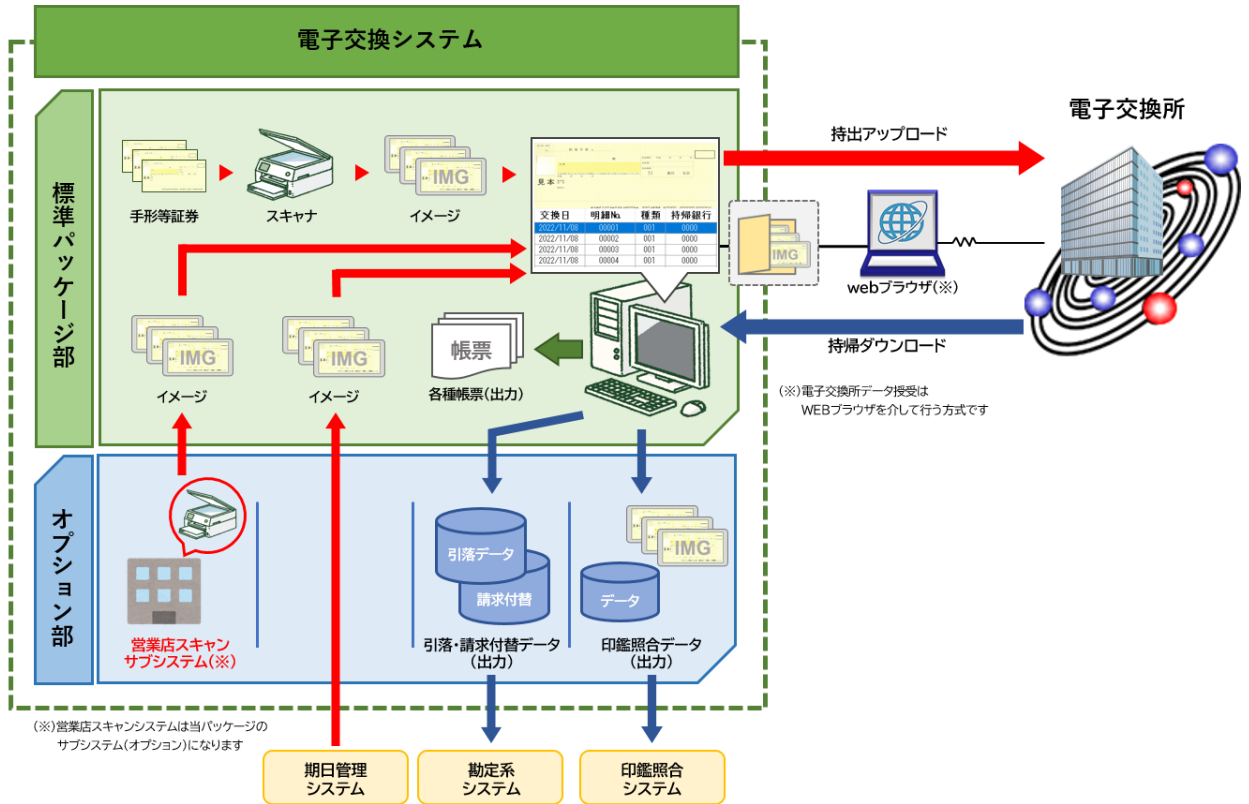 電子交換システム
標準パッケージ部
手形等証券
スキャナ
IMG
イメージ
見本
交換日 明細No. 種類 持帰銀行
2022/11/08 00001 001 0000
2022/11/08 00002 001 0000
2022/11/08 00003 001 0000
2022/11/08 00004 001 0000
持出アップロード
電子交換所
IMG
webブラウザ(※)
持帰ダウンロード
(※)電子交換所データ授受は
WEBブラウザを介して行う方式です
IMG
イメージ
IMG
イメージ
帳票
各種帳票(出力)
オプション部
営業店スキャン
サブシステム(※)
引落データ
請求付替
引落・請求付替データ
(出力)
IMG
データ
印鑑照合データ
(出力)
(※)営業店スキャンシステムは当パッケージの
サブシステム(オプション)になります
期日管理
システム
勘定系
システム
印鑑照合
システム